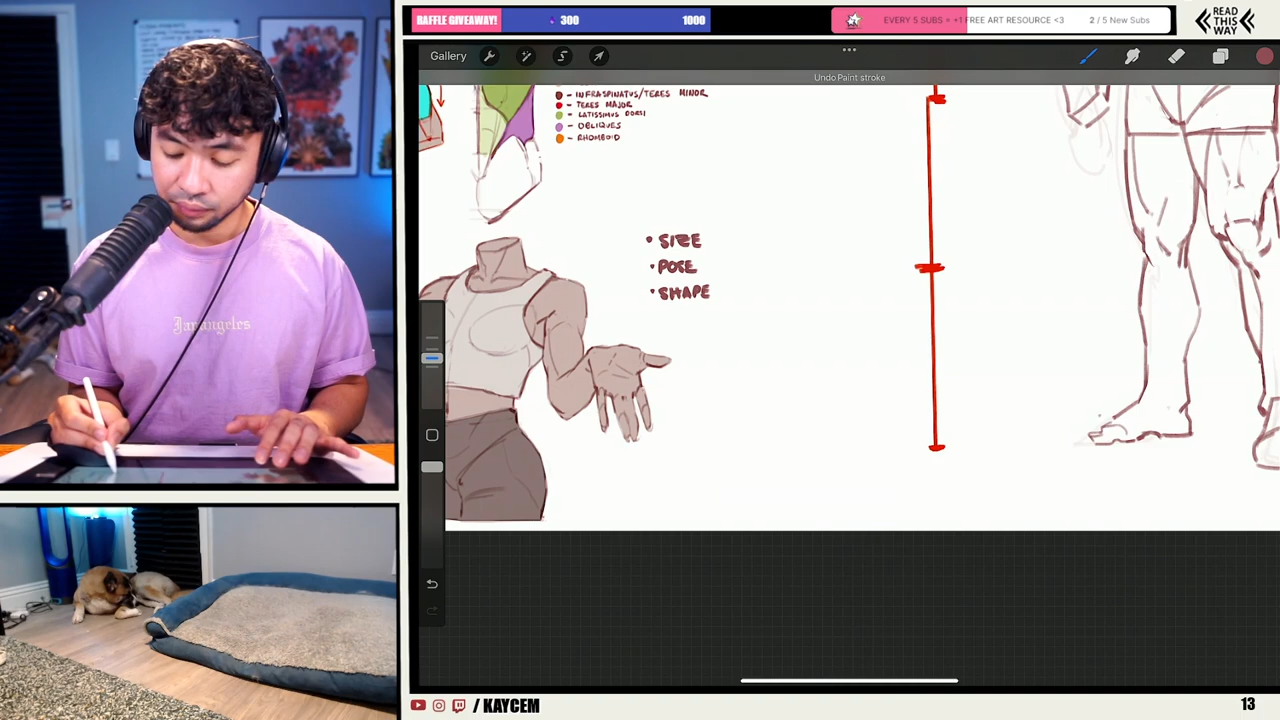 RAFFLE GIVEAWAY!
300
1000
EVERY 5 SUBS = +1 FREE ART RESOURCE <3
2 / 5 New Subs
READ
THIS
WAY
Gallery
Undo Paint stroke
- INFRASPINATUS/TERES MINOR
- TERES MAJOR
- LATISSIMUS DORSI
- OBLIQUES
- RHOMBOID
• SIZE
• POSE
• SHAPE
Japangeles
/ KAYCEM
13